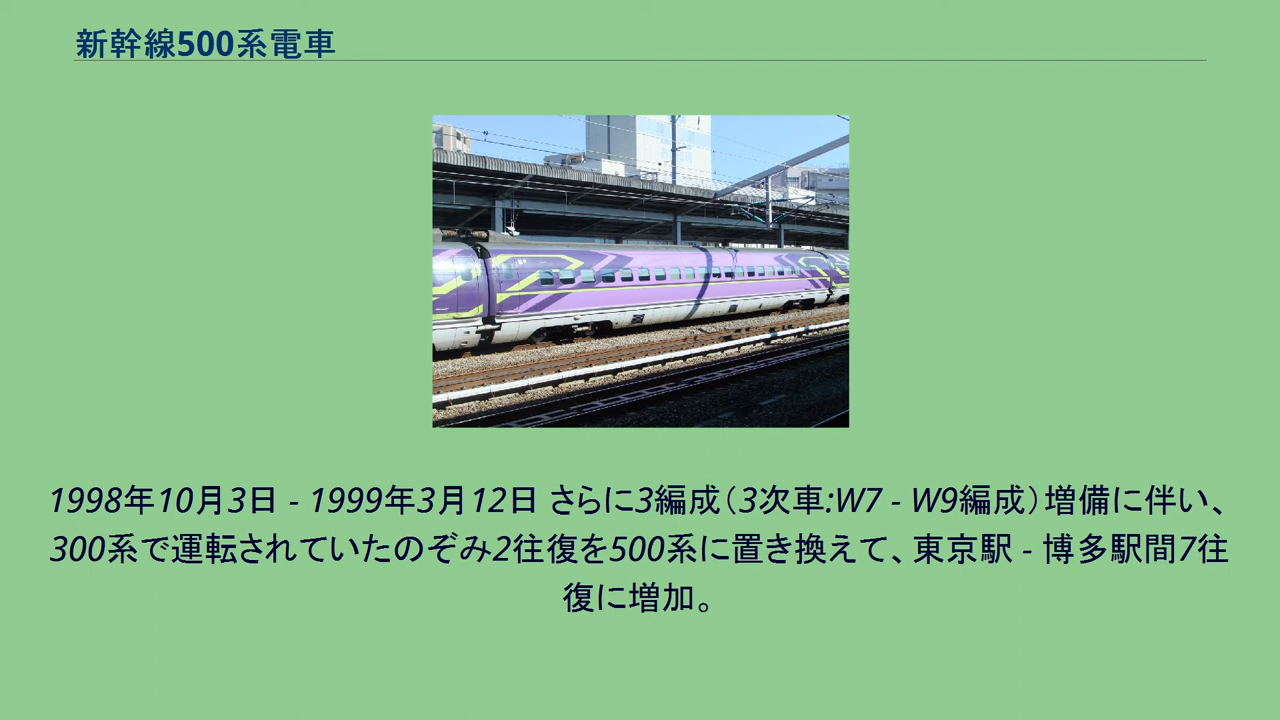 新幹線500系電車
1998年10月3日 - 1999年3月12日 さらに3編成（3次車:W7 - W9編成）増備に伴い、
300系で運転されていたのぞみ2往復を500系に置き換えて、東京駅 - 博多駅間7往
復に増加。